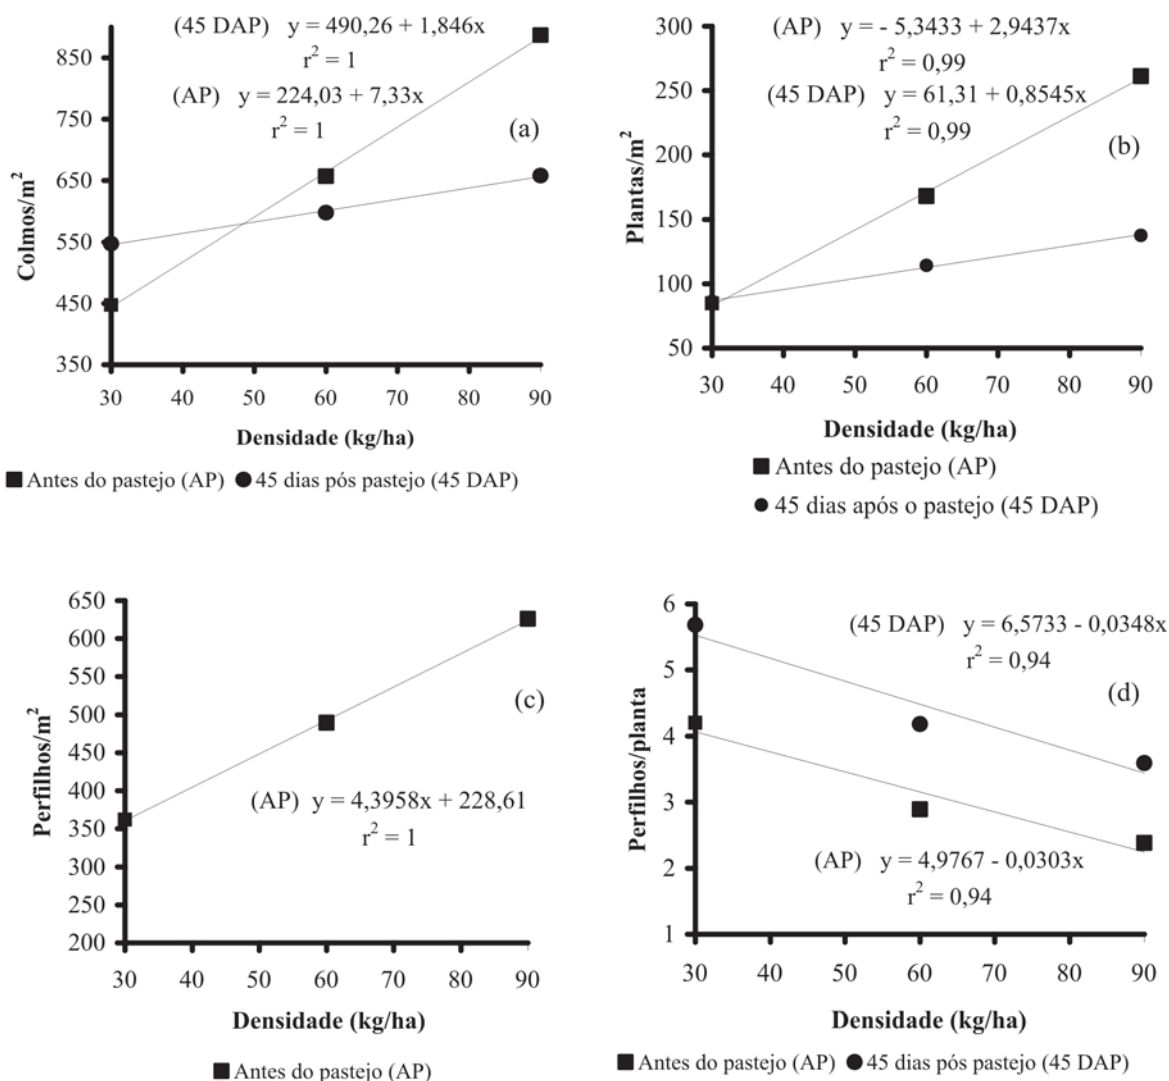 (45 DAP) y = 490,26 + 1,846x
r² = 1
(AP) y = 224,03 + 7,33x
r² = 1
(a)
Colmos/m²
850
750
650
550
450
350
30 40 50 60 70 80 90
Densidade (kg/ha)
Antes do pastejo (AP) 45 dias pós pastejo (45 DAP)
(AP) y = - 5,3433 + 2,9437x
r² = 0,99
(45 DAP) y = 61,31 + 0,8545x
r² = 0,99
(b)
Plantas/m²
300
250
200
150
100
50
30 40 50 60 70 80 90
Densidade (kg/ha)
Antes do pastejo (AP)
45 dias após o pastejo (45 DAP)
Perfilhos/m²
650
600
550
500
450
400
350
300
250
200
(c)
(AP) y = 4,3958x + 228,61
r² = 1
30 40 50 60 70 80 90
Densidade (kg/ha)
Antes do pastejo (AP)
Perfilhos/planta
6
5
4
3
2
1
(45 DAP) y = 6,5733 - 0,0348x
r² = 0,94
(d)
(AP) y = 4,9767 - 0,0303x
r² = 0,94
30 40 50 60 70 80 90
Densidade (kg/ha)
Antes do pastejo (AP) 45 dias pós pastejo (45 DAP)